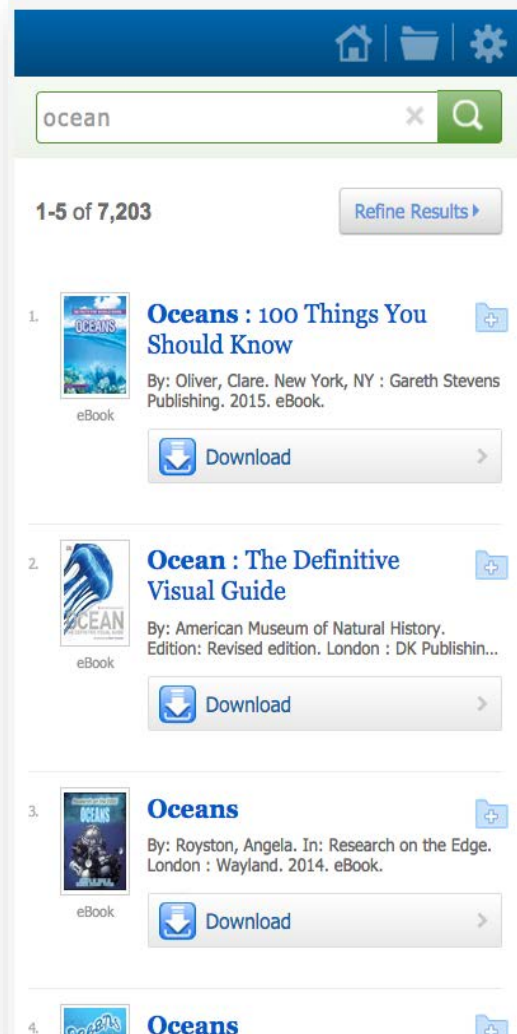 ocean
1-5 of 7,203
Refine Results
1.
OCEANS
eBook
Oceans : 100 Things You
Should Know
By: Oliver, Clare. New York, NY : Gareth Stevens
Publishing. 2015. eBook.
Download
2.
OCEAN
eBook
Ocean : The Definitive
Visual Guide
By: American Museum of Natural History.
Edition: Revised edition. London : DK Publishin...
Download
3.
OCEANS
eBook
Oceans
By: Royston, Angela. In: Research on the Edge.
London : Wayland. 2014. eBook.
Download
4.
Oceans
Oceans